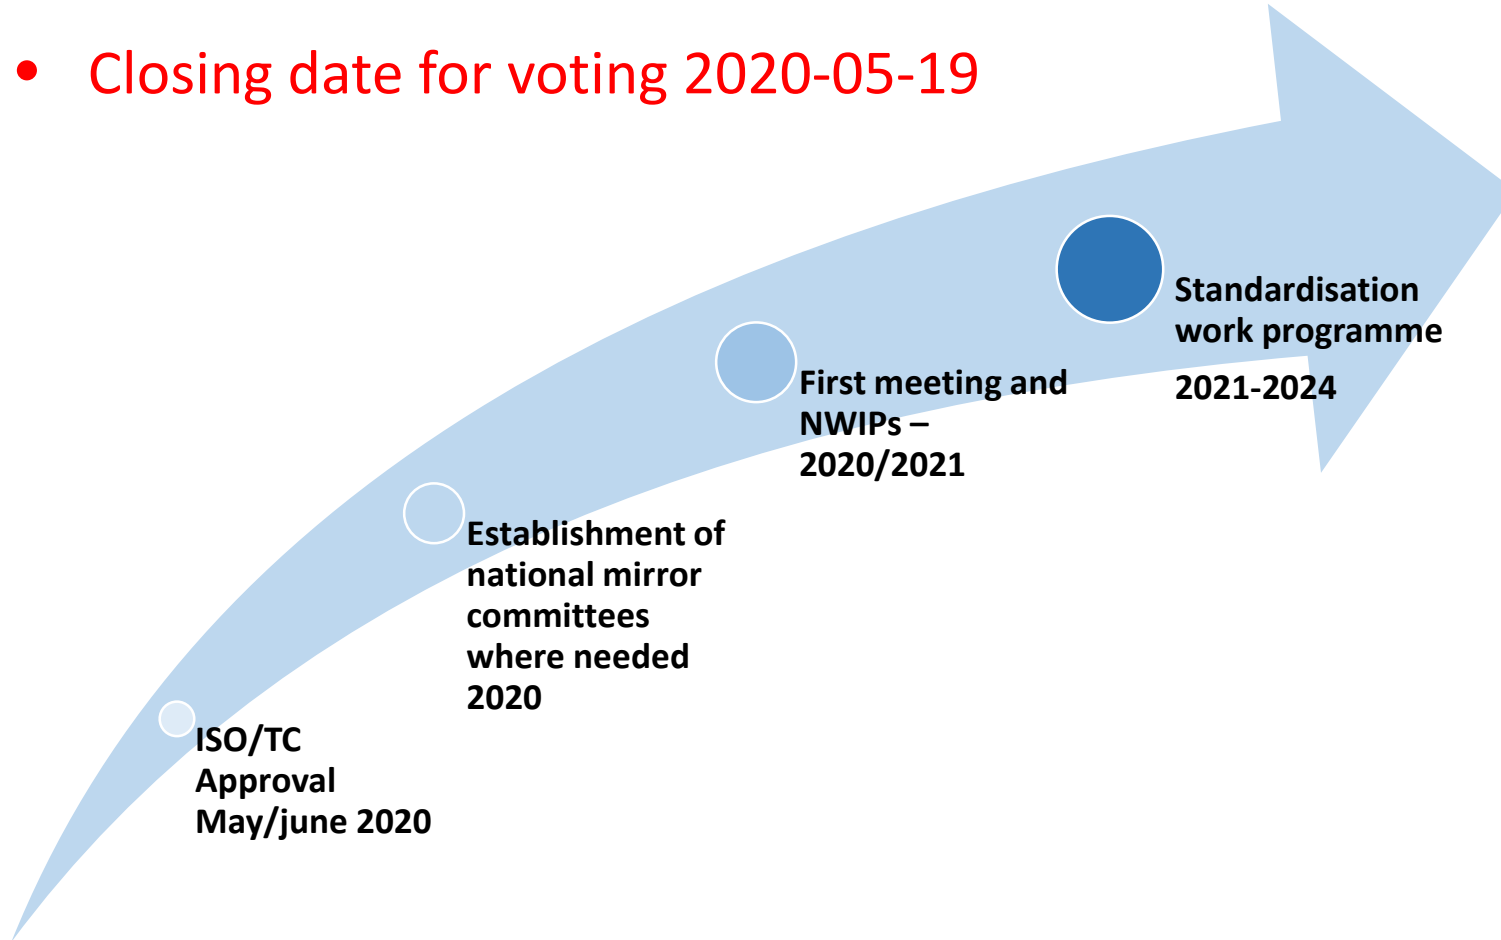 • Closing date for voting 2020-05-19
Standardisation
work programme
2021-2024
First meeting and
NWIPs –
2020/2021
Establishment of
national mirror
committees
where needed
2020
ISO/TC
Approval
May/june 2020